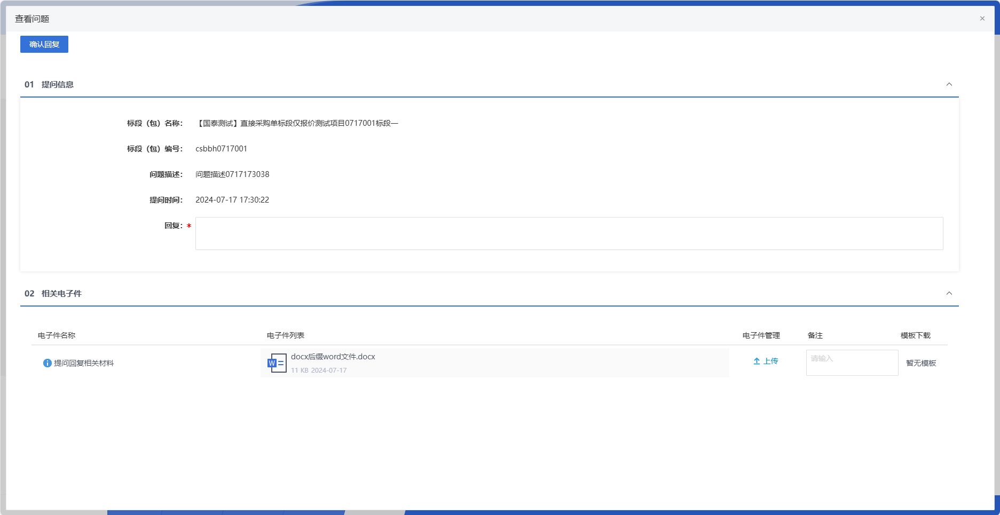 查看问题
确认回复
01 提问信息
标段（包）名称： 【国泰测试】直接采购单标段仅报价测试项目0717001标段一
标段（包）编号： csbbh0717001
问题描述： 问题描述0717173038
提问时间： 2024-07-17 17:30:22
回复：*
02 相关电子件
电子件名称 电子件列表 电子件管理 备注 模板下载
提问回复相关材料 docx后缀word文件.docx 上传 请输入 暂无模板
11 KB 2024-07-17